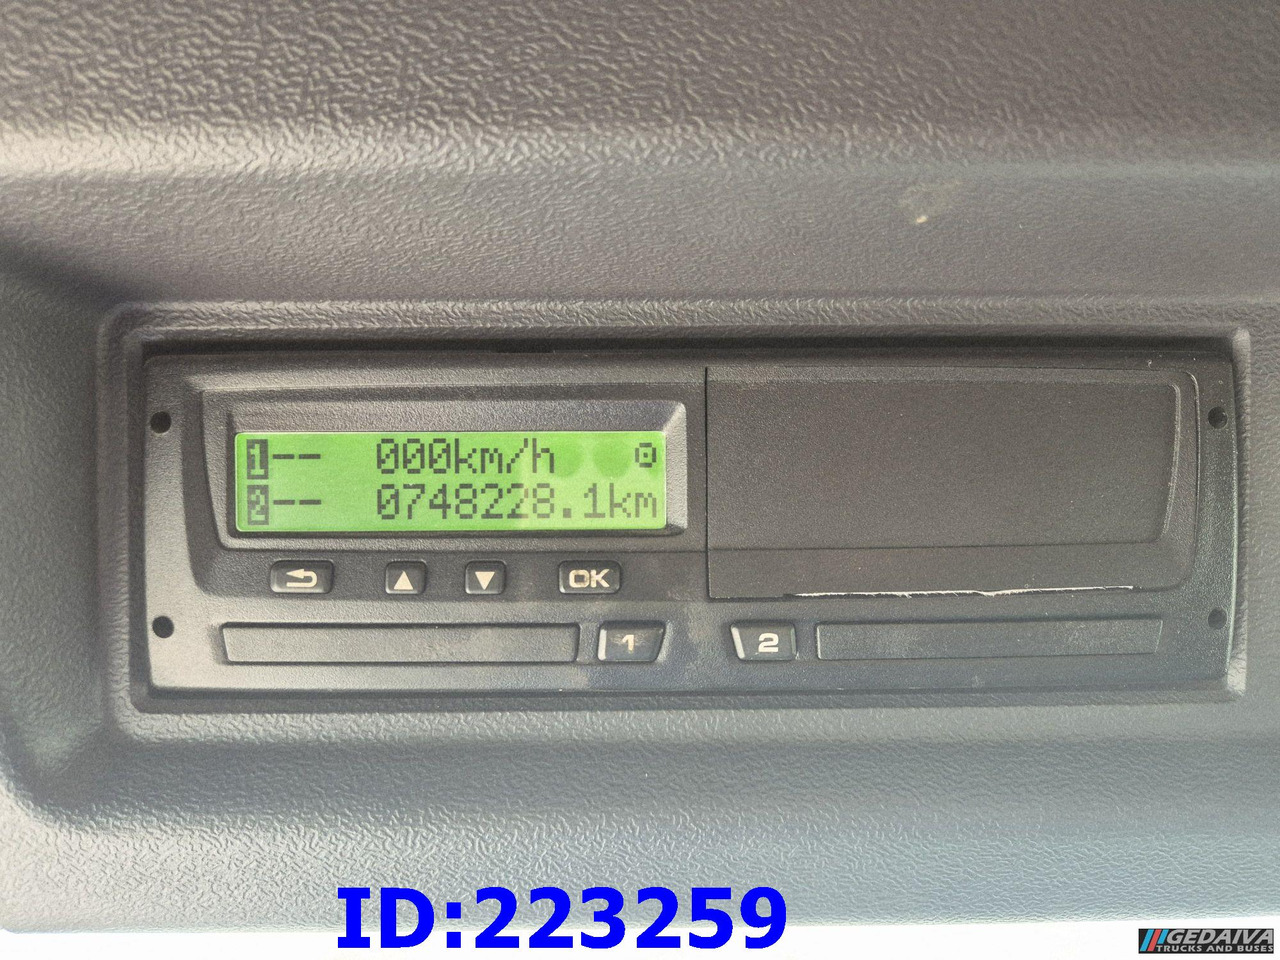 1-- 000km/h
2-- 0748228.1km
OK
1 2
ID:223259
GEDAIVA
TRUCKS AND BUSES